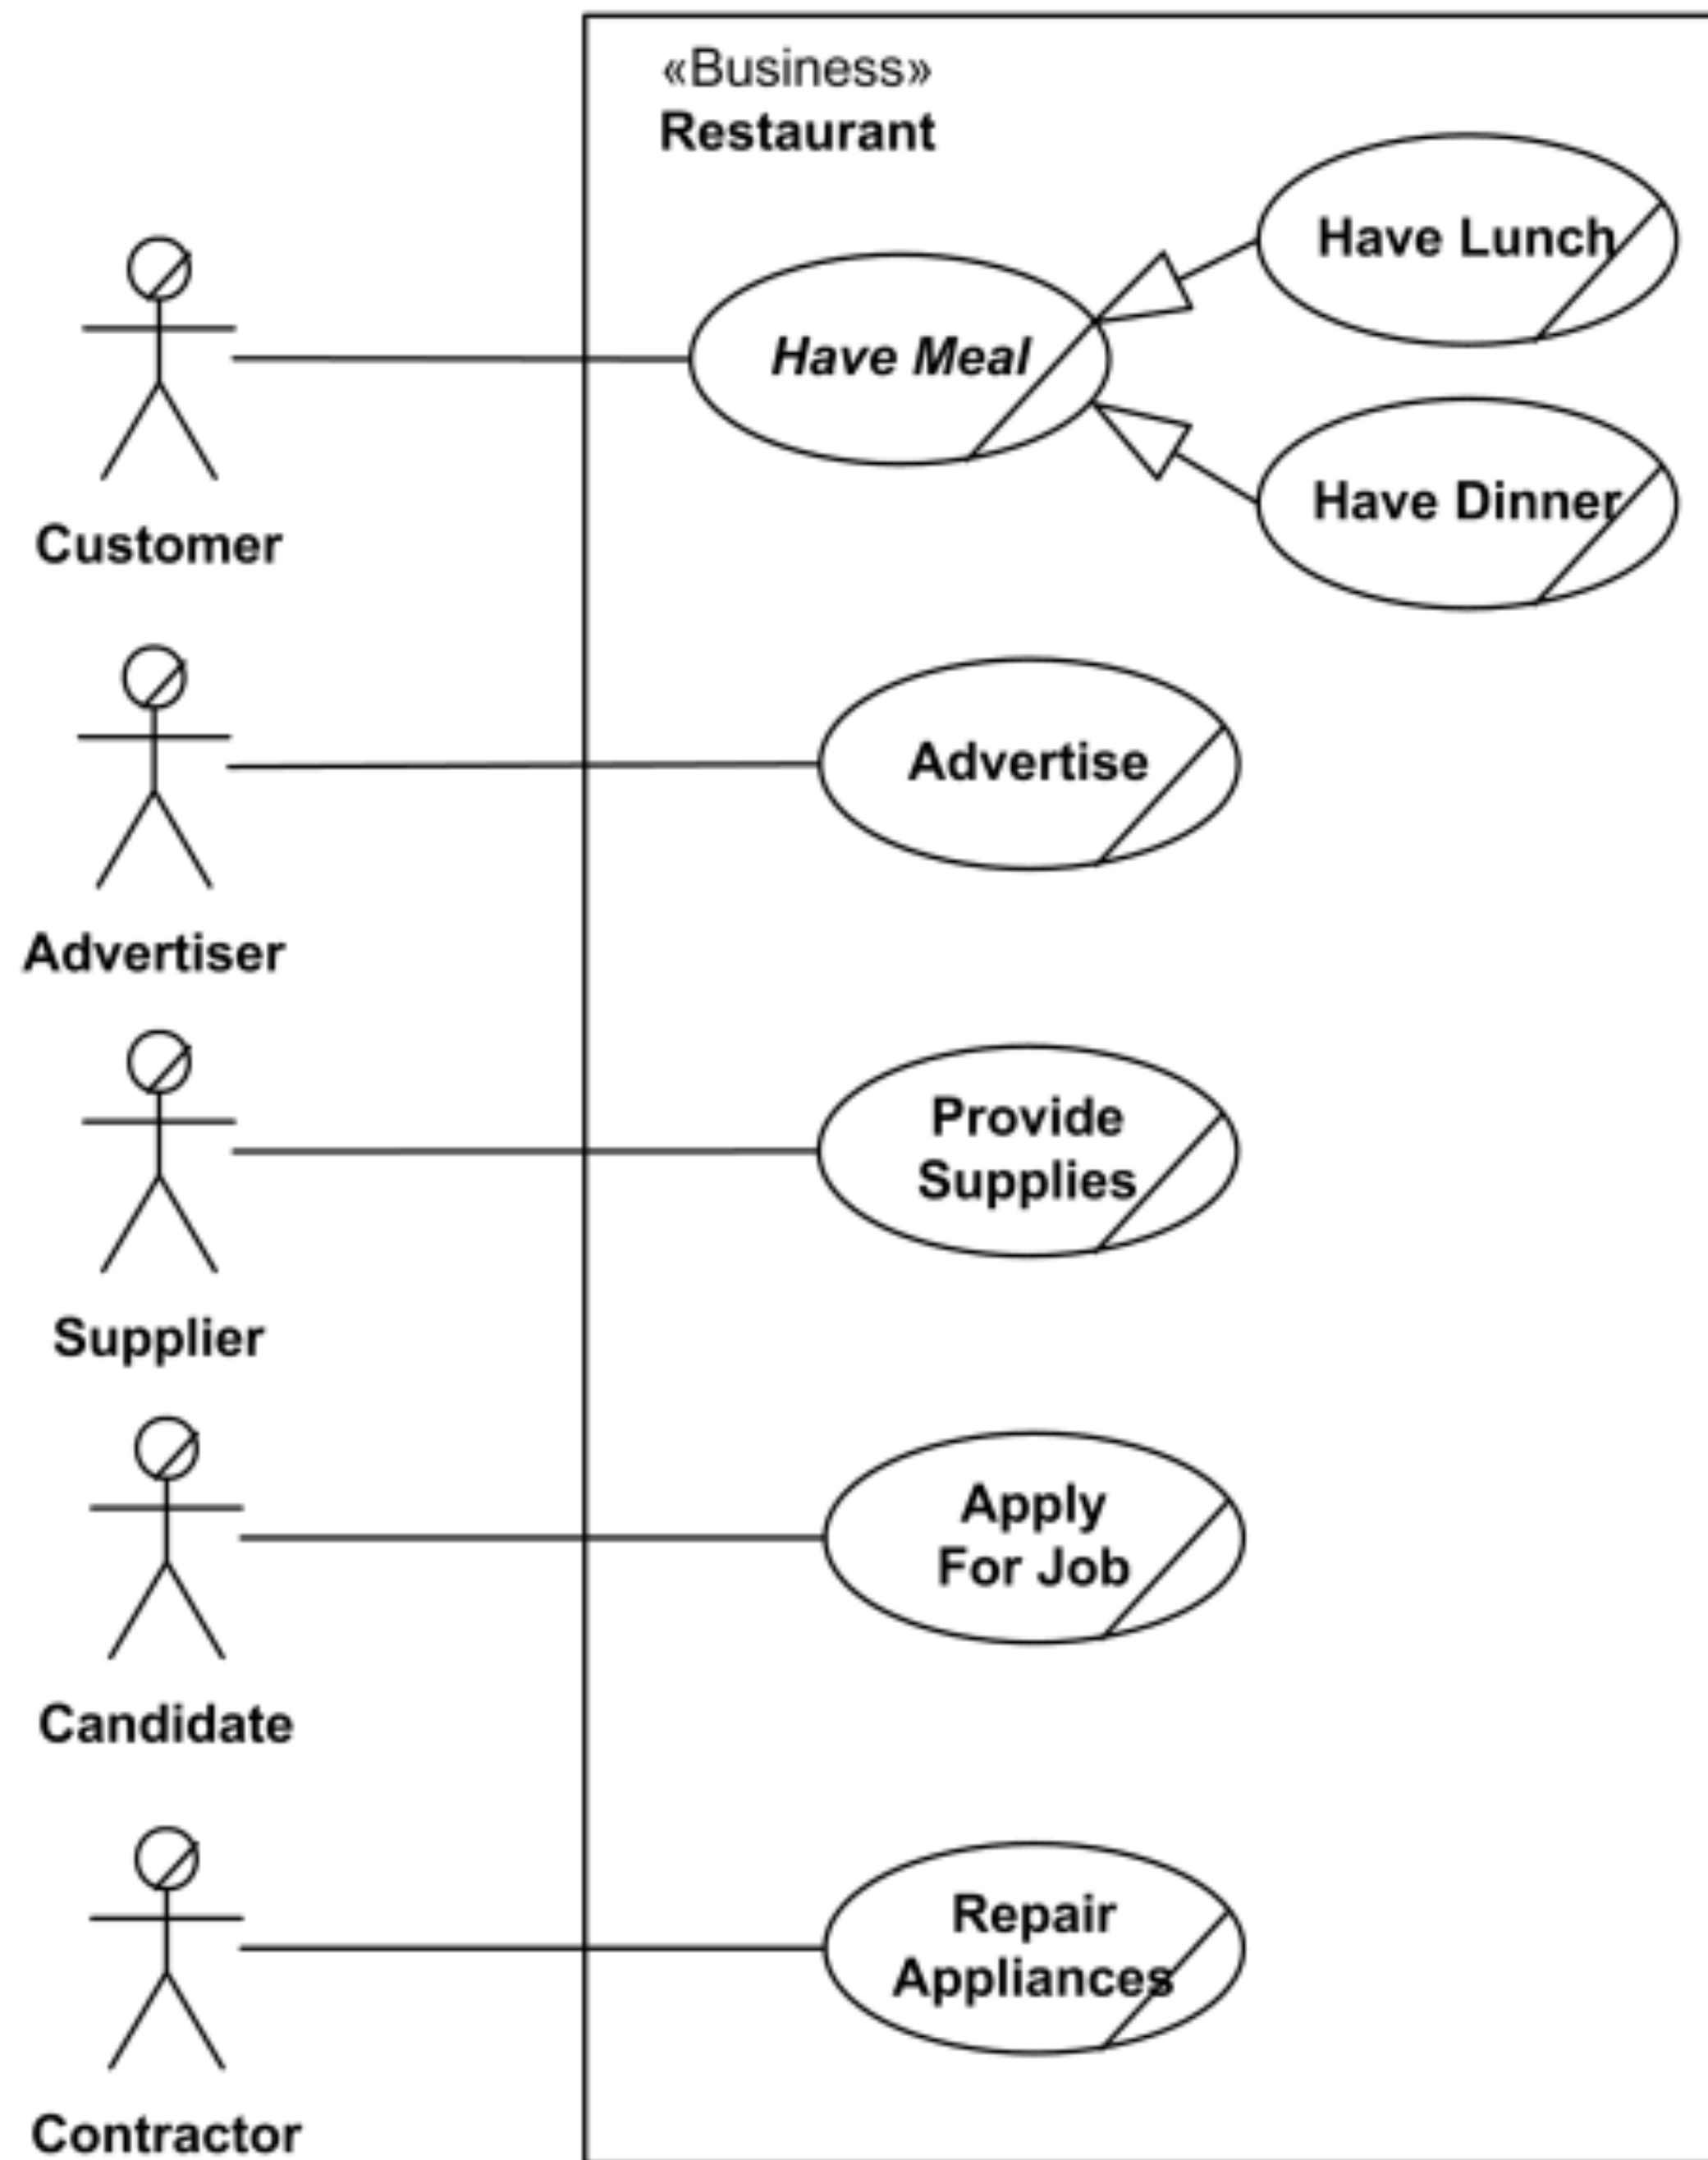 «Business»
Restaurant
Have Lunch
Have Meal
Have Dinner
Customer
Advertise
Advertiser
Provide
Supplies
Supplier
Apply
For Job
Candidate
Repair
Appliances
Contractor